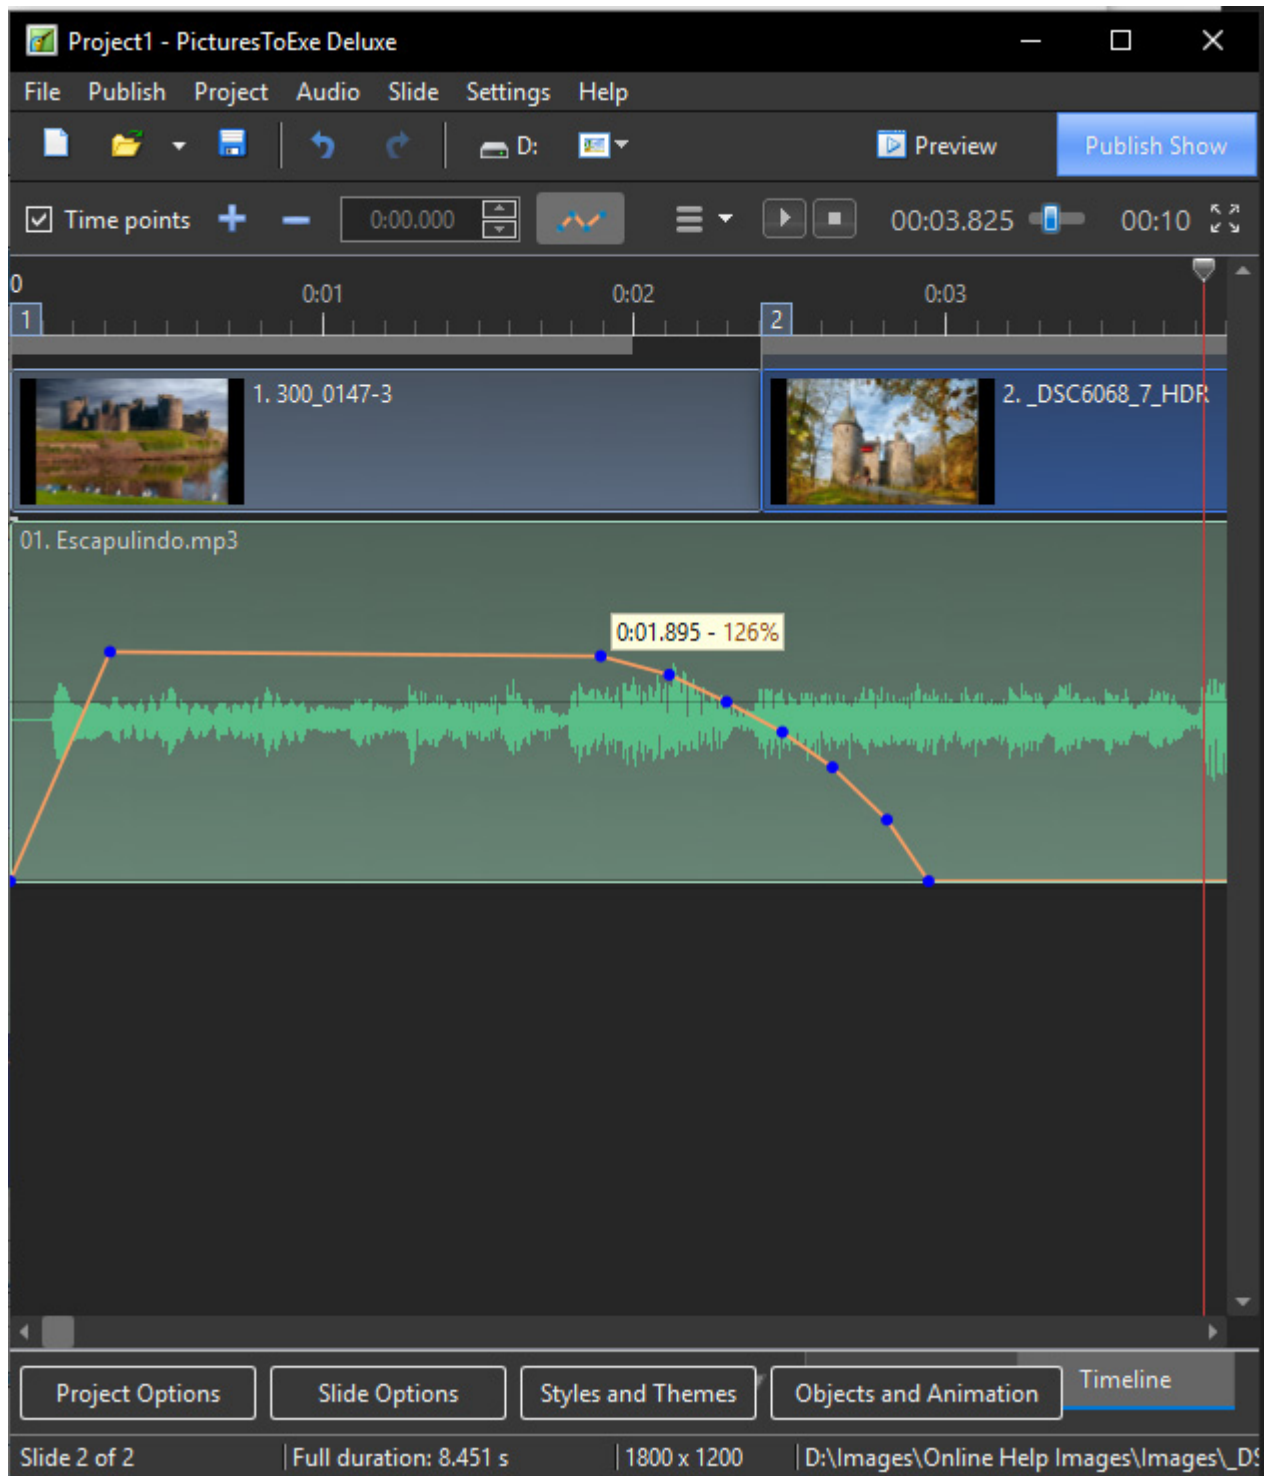 Project1 - PicturesToExe Deluxe
File Publish Project Audio Slide Settings Help
D: Preview Publish Show
Time points 0:00.000 00:03.825 00:10
0 0:01 0:02 0:03
1 2
1. 300_0147-3 2. _DSC6068_7_HDR
01. Escapulindo.mp3
0:01.895 - 126%
Project Options Slide Options Styles and Themes Objects and Animation Timeline
Slide 2 of 2 Full duration: 8.451 s 1800 x 1200 D:\Images\Online Help Images\Images\_DS